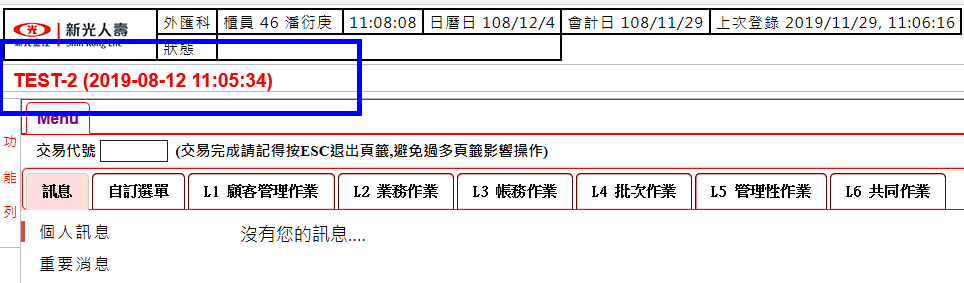 新光人壽 外匯科 櫃員 46 潘衍庚 11:08:08 日曆日 108/12/4 會計日 108/11/29 上次登錄 2019/11/29, 11:06:16
新光金控 Shin Kong Life 狀態
TEST-2 (2019-08-12 11:05:34)
Menu
功能列
交易代號 (交易完成請記得按ESC退出頁籤,避免過多頁籤影響操作)
訊息 自訂選單 L1 顧客管理作業 L2 業務作業 L3 帳務作業 L4 批次作業 L5 管理性作業 L6 共同作業
個人訊息 沒有您的訊息....
重要消息